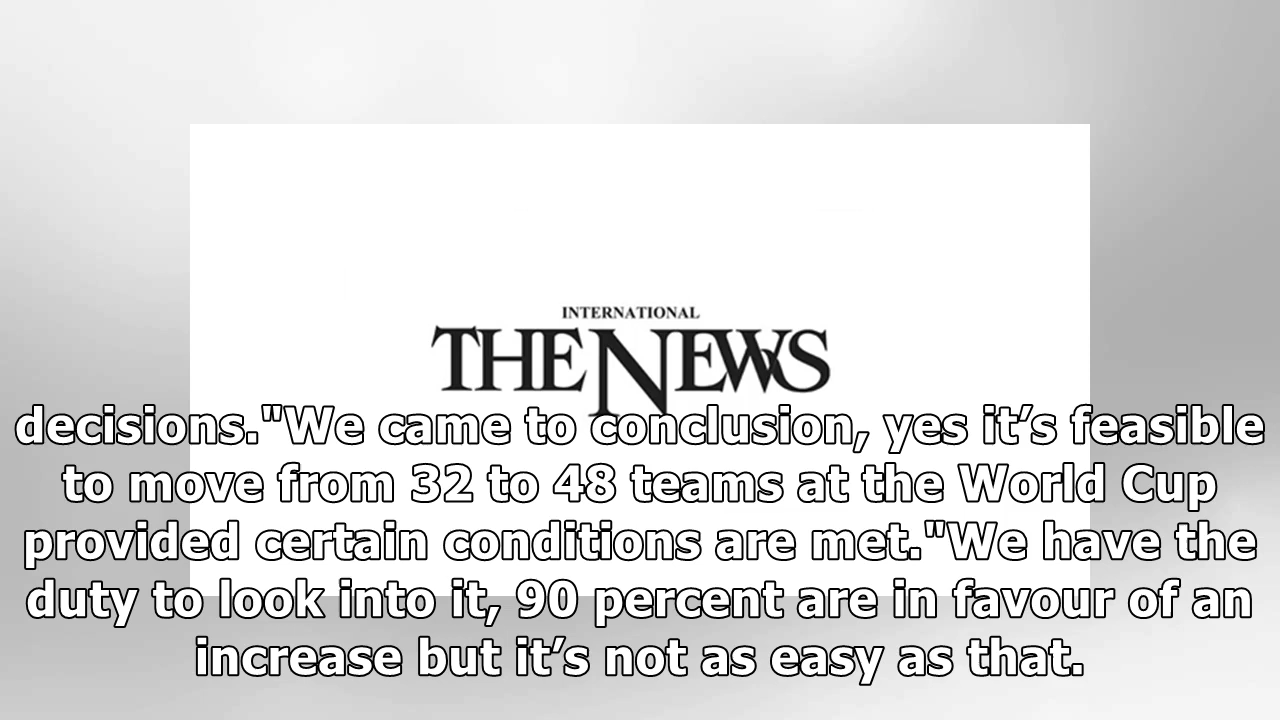 INTERNATIONAL
THE NEWS
decisions."We came to conclusion, yes it’s feasible
to move from 32 to 48 teams at the World Cup
provided certain conditions are met."We have the
duty to look into it, 90 percent are in favour of an
increase but it’s not as easy as that.